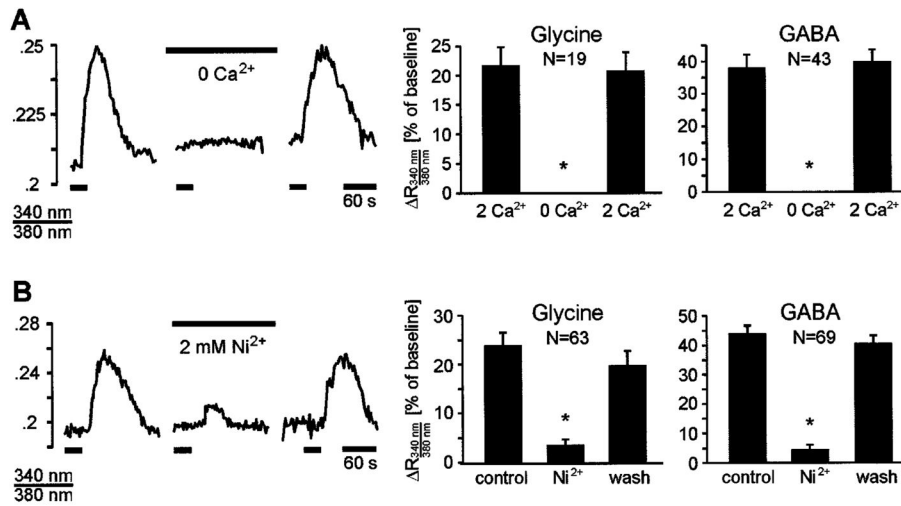 A
.25
.225
.2
0 Ca²⁺
60 s
340 nm
380 nm
ΔR 340 nm / 380 nm [% of baseline]
25
20
15
10
5
0
Glycine
N=19
*
2 Ca²⁺ 0 Ca²⁺ 2 Ca²⁺
40
30
20
10
0
GABA
N=43
*
2 Ca²⁺ 0 Ca²⁺ 2 Ca²⁺
B
.28
.24
.2
2 mM Ni²⁺
60 s
340 nm
380 nm
ΔR 340 nm / 380 nm [% of baseline]
30
20
10
0
Glycine
N=63
*
control Ni²⁺ wash
50
40
30
20
10
0
GABA
N=69
*
control Ni²⁺ wash